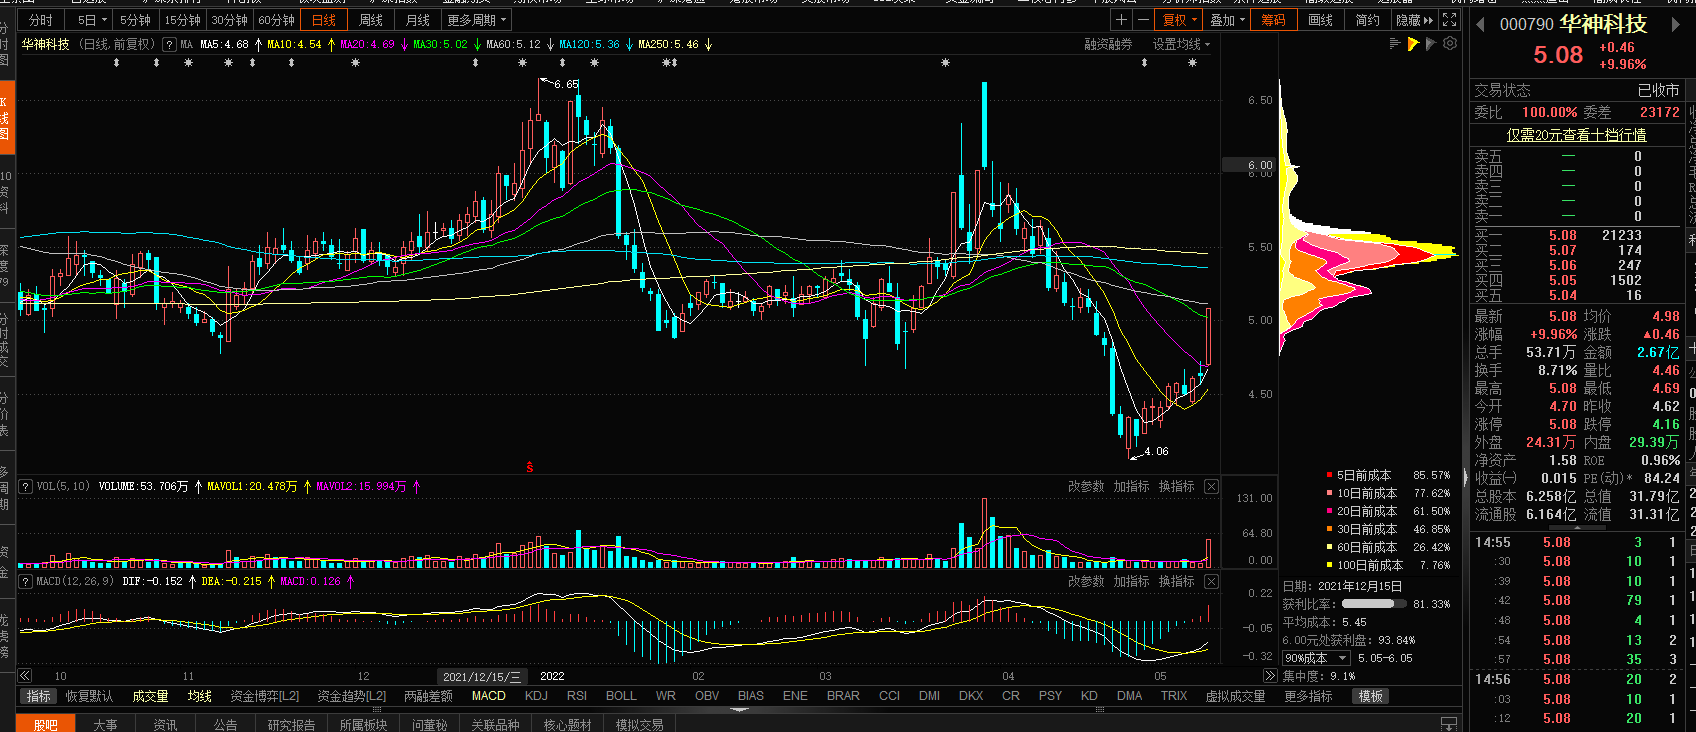 分时 5日 5分钟 15分钟 30分钟 60分钟 日线 周线 月线 更多周期
复权 叠加 筹码 画线 简约 隐藏
000790 华神科技
5.08 +0.46 +9.96%
华神科技 (日线,前复权) ? MA MA5:4.68 MA10:4.54 MA20:4.69 MA30:5.02 MA60:5.12 MA120:5.36 MA250:5.46
融资融券 设置均线
6.65
6.50
6.00
6.00
5.50
5.00
4.50
4.06
交易状态 已收市
委比 100.00% 委差 23172
仅需20元查看十档行情
卖五 — 0
卖四 — 0
卖三 — 0
卖二 — 0
卖一 — 0
买一 5.08 21233
买二 5.07 174
买三 5.06 247
买四 5.05 1502
买五 5.04 16
最新 5.08 均价 4.98
涨幅 +9.96% 涨跌 ▲0.46
总手 53.71万 金额 2.67亿
换手 8.71% 量比 4.46
最高 5.08 最低 4.69
今开 4.70 昨收 4.62
涨停 5.08 跌停 4.16
外盘 24.31万 内盘 29.39万
净资产 1.58 ROE 0.96%
收益(一) 0.015 PE(动)* 84.24
总股本 6.258亿 总值 31.79亿
流通股 6.164亿 流值 31.31亿
14:55 5.08 3 1
:30 5.08 10 1
:39 5.08 10 1
:42 5.08 79 1
:48 5.08 4 1
:54 5.08 13 2
:57 5.08 35 3
14:56 5.08 20 2
:03 5.08 10 1
:12 5.08 20 1
S
? VOL(5,10) VOLUME:53.706万 MAVOL1:20.478万 MAVOL2:15.994万
改参数 加指标 换指标
131.00
64.80
0.00
? MACD(12,26,9) DIF:-0.152 DEA:-0.215 MACD:0.126
改参数 加指标 换指标
0.22
-0.05
-0.32
5日前成本 85.57%
10日前成本 77.62%
20日前成本 61.50%
30日前成本 46.85%
60日前成本 26.42%
100日前成本 7.76%
日期: 2021年12月15日
获利比率: 81.33%
平均成本: 5.45
6.00元处获利盘: 93.84%
90%成本 5.05-6.05
集中度: 9.1%
10 11 12 2021/12/15/三 2022 02 03 04 05
指标 恢复默认 成交量 均线 资金博弈[L2] 资金趋势[L2] 两融差额 MACD KDJ RSI BOLL WR OBV BIAS ENE BRAR CCI DMI DKX CR PSY KD DMA TRIX 虚拟成交量 更多指标 模板
股吧 大事 资讯 公告 研究报告 所属板块 问董秘 关联品种 核心题材 模拟交易